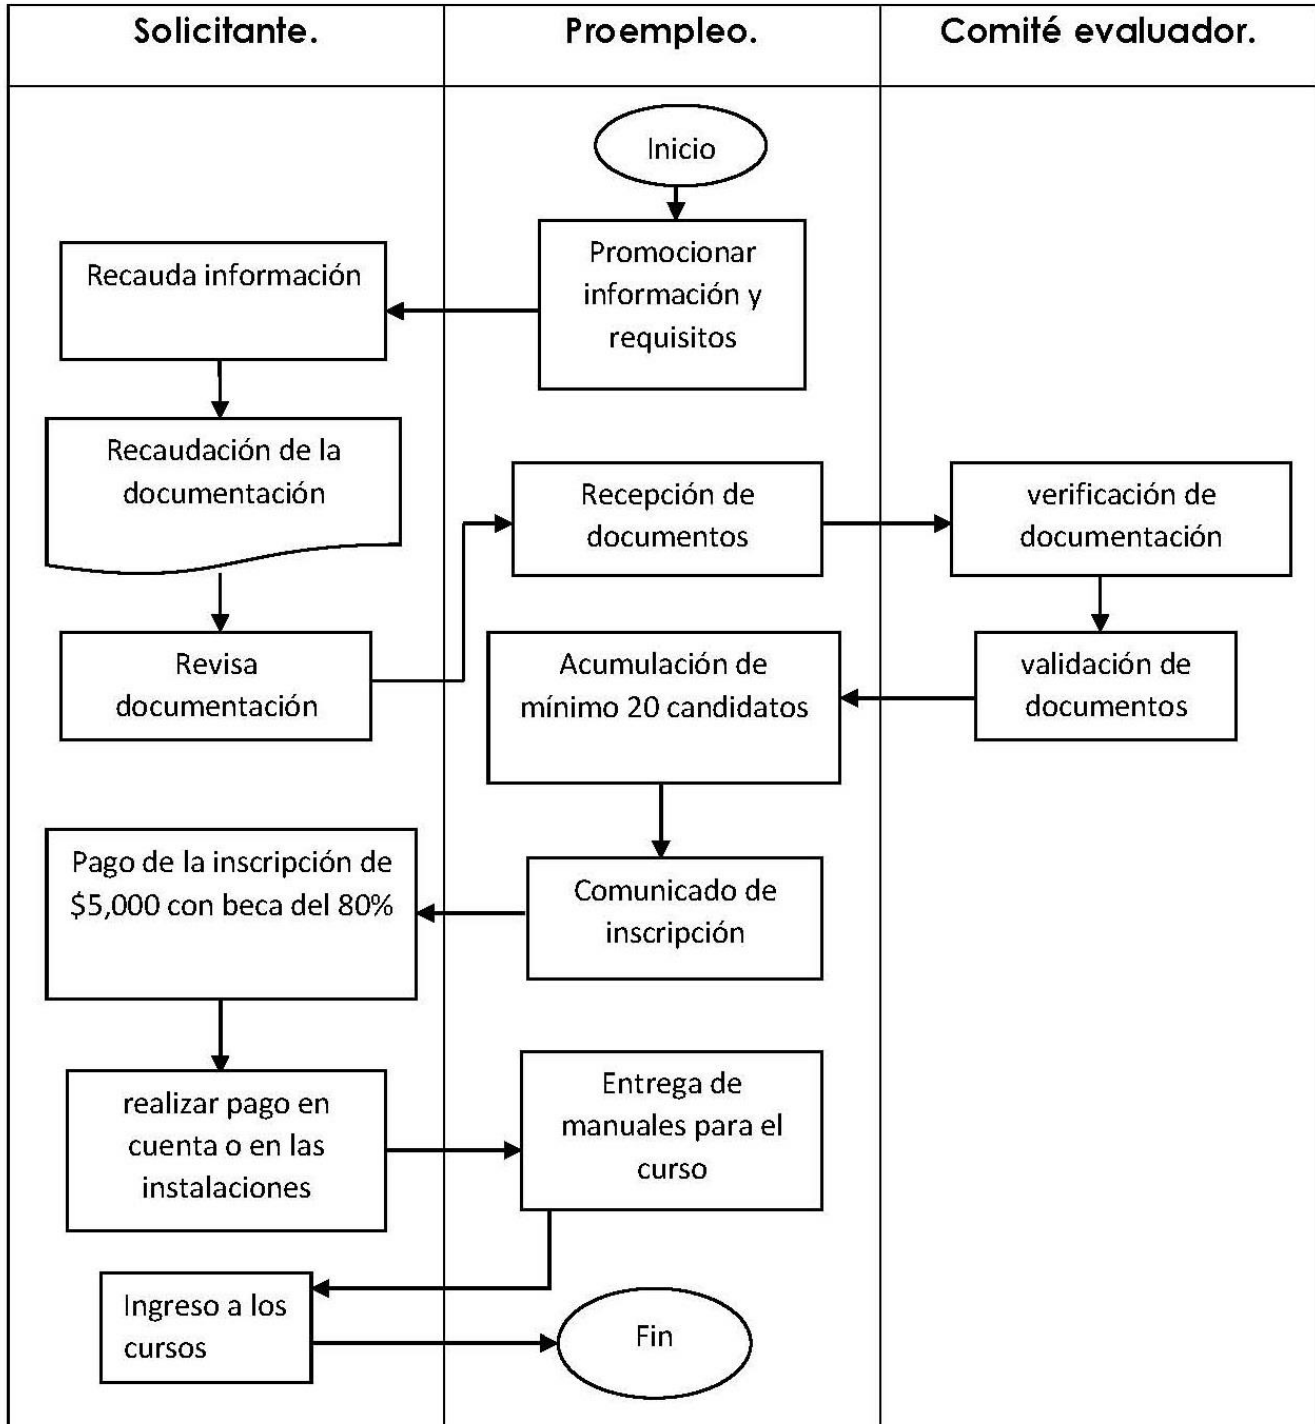 Solicitante.
Proempleo.
Comité evaluador.
Inicio
Promocionar
información y
requisitos
Recauda información
Recaudación de la
documentación
Revisa
documentación
Recepción de
documentos
verificación de
documentación
validación de
documentos
Acumulación de
mínimo 20 candidatos
Comunicado de
inscripción
Pago de la inscripción de
$5,000 con beca del 80%
realizar pago en
cuenta o en las
instalaciones
Entrega de
manuales para el
curso
Ingreso a los
cursos
Fin